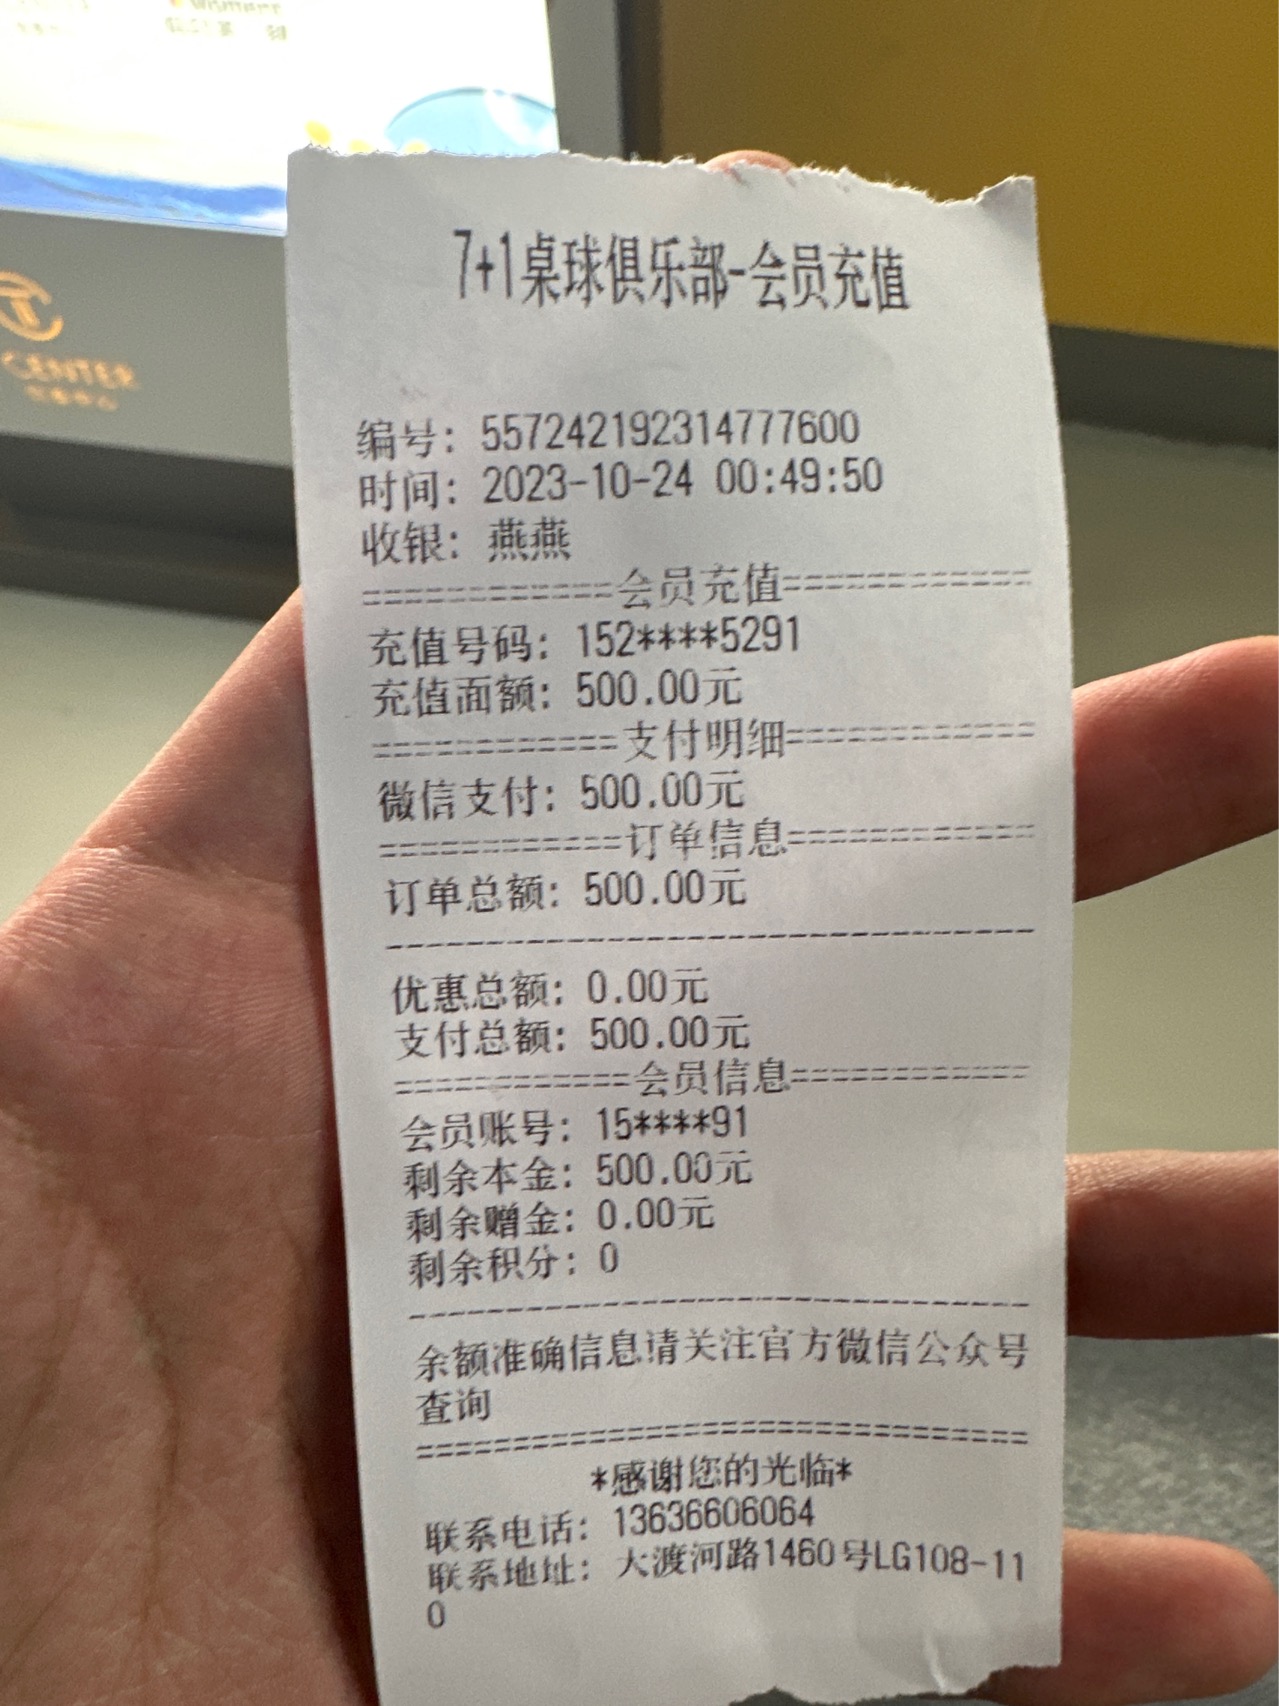 CENTER
7+1桌球俱乐部-会员充值
编号: 557242192314777600
时间: 2023-10-24 00:49:50
收银: 燕燕
============会员充值============
充值号码: 152****5291
充值面额: 500.00元
============支付明细============
微信支付: 500.00元
============订单信息============
订单总额: 500.00元
--------------------------------
优惠总额: 0.00元
支付总额: 500.00元
============会员信息============
会员账号: 15****91
剩余本金: 500.00元
剩余赠金: 0.00元
剩余积分: 0
--------------------------------
余额准确信息请关注官方微信公众号
查询
================================
*感谢您的光临*
联系电话: 13636606064
联系地址: 大渡河路1460号LG108-11
0